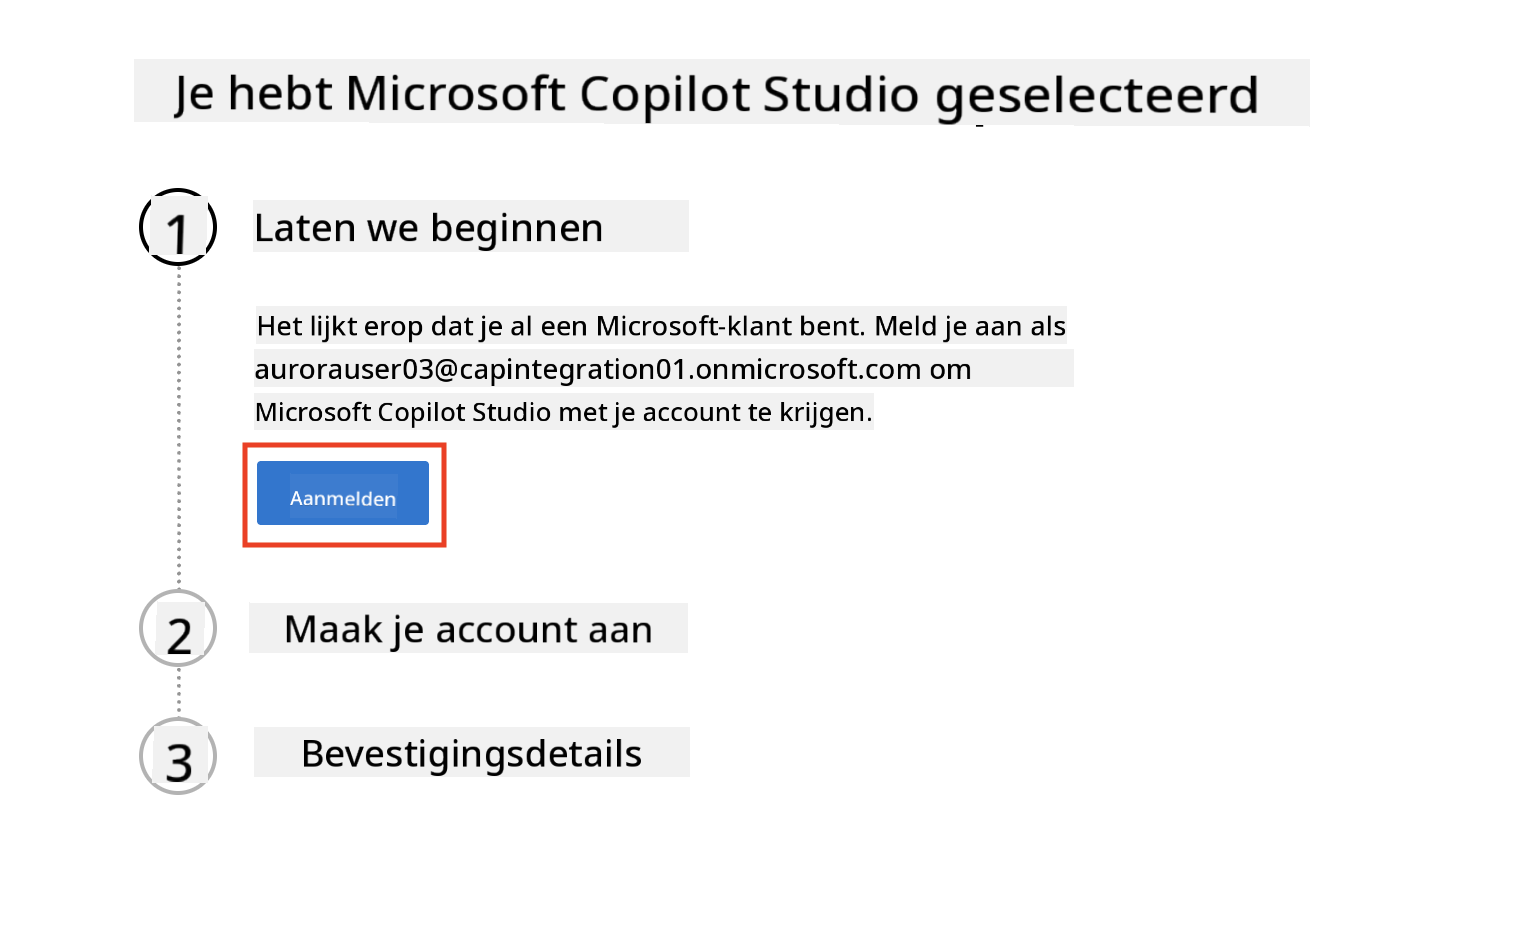 Je hebt Microsoft Copilot Studio geselecteerd
1
Laten we beginnen
Het lijkt erop dat je al een Microsoft-klant bent. Meld je aan als
aurorauser03@capintegration01.onmicrosoft.com om
Microsoft Copilot Studio met je account te krijgen.
Aanmelden
2
Maak je account aan
3
Bevestigingsdetails